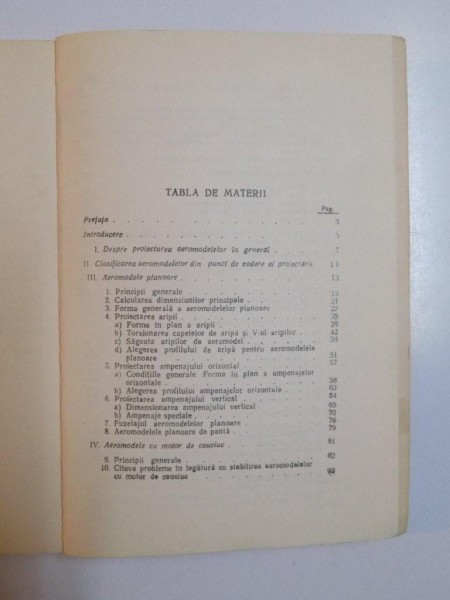 TABLA DE MATERII
Pag.
Prefața . . . . . 3
Introducere . . . . .
I. Despre proiectarea aeromodelelor în general . . 7
II. Clasificarea aeromodelelor din punct de vedere al proiectării 11
III. Aeromodele planoare . . . . . 13
1. Principii generale . . . . . 13
2. Calcularea dimensiunilor principale . . . 21
3. Forma generală a aeromodelelor planoare . . 27
4. Proiectarea aripii . . . . .
a) Forma în plan a aripii . . . . 39
b) Torsionarea capetelor de aripă și V-ul aripilor . 42
c) Săgeata aripilor de aeromodel . . . 50
d) Alegerea profilului de aripă pentru aeromodelele
planoare . . . . . 51
5. Proiectarea ampenajului orizontal . . . 57
a) Condițiile generale. Forma în plan a ampenajelor
orizontale . . . . . 58
b) Alegerea profilului ampenajelor orizontale . . 63
6. Proiectarea ampenajului vertical . . . 64
a) Dimensionarea ampenajului vertical . . . 65
b) Ampenaje speciale . . . . . 70
7. Fuzelajul aeromodelelor planoare . . . 76
8. Aeromodelele planoare de pantă . . . 79
IV. Aeromodele cu motor de cauciuc . . . . 81
9. Principii generale . . . . . 82
10. Cîteva probleme în legătură cu stabilirea aeromodelelor
cu motor de cauciuc . . . . . 92